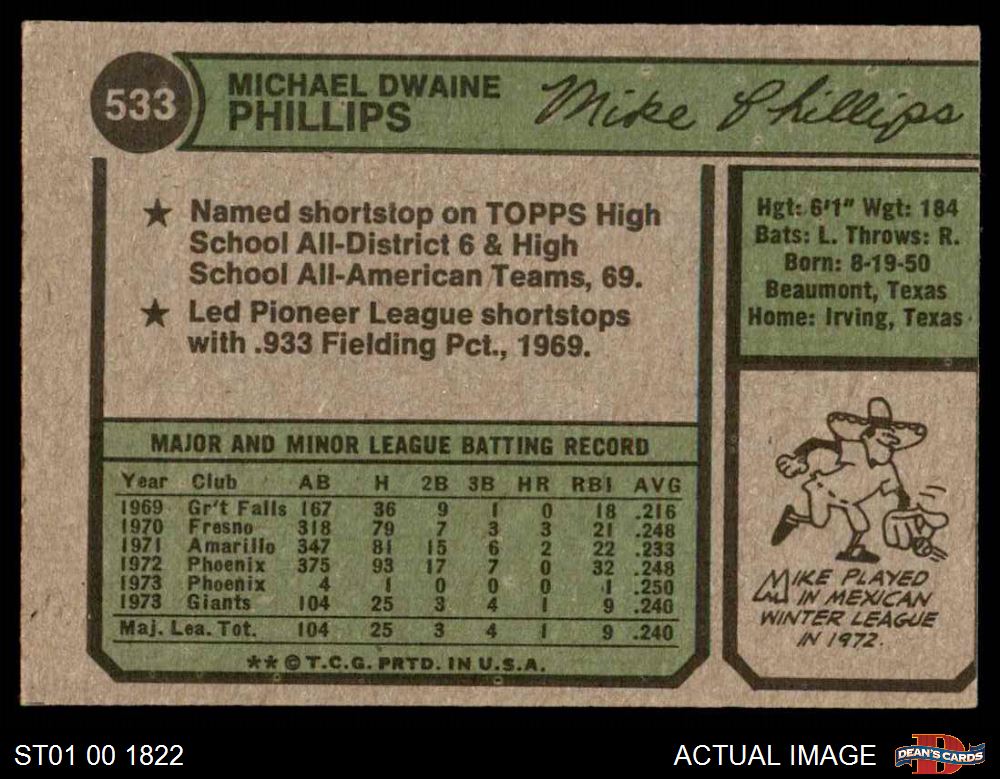 533
MICHAEL DWAINE
PHILLIPS
Mike Phillips
★ Named shortstop on TOPPS High
School All-District 6 & High
School All-American Teams, 69.
★ Led Pioneer League shortstops
with .933 Fielding Pct., 1969.
Hgt: 6'1" Wgt: 184
Bats: L. Throws: R.
Born: 8-19-50
Beaumont, Texas
Home: Irving, Texas
MAJOR AND MINOR LEAGUE BATTING RECORD
Year Club AB H 2B 3B HR RBI AVG
1969 Gr't Falls 167 36 9 1 0 18 .216
1970 Fresno 318 79 7 3 3 21 .248
1971 Amarillo 347 81 15 6 2 22 .233
1972 Phoenix 375 93 17 7 0 32 .248
1973 Phoenix 4 1 0 0 0 1 .250
1973 Giants 104 25 3 4 1 9 .240
Maj. Lea. Tot. 104 25 3 4 1 9 .240
**© T.C.G. PRTD. IN U.S.A.
MIKE PLAYED
IN MEXICAN
WINTER LEAGUE
IN 1972.
ST01 00 1822
ACTUAL IMAGE
D
DEAN'S CARDS